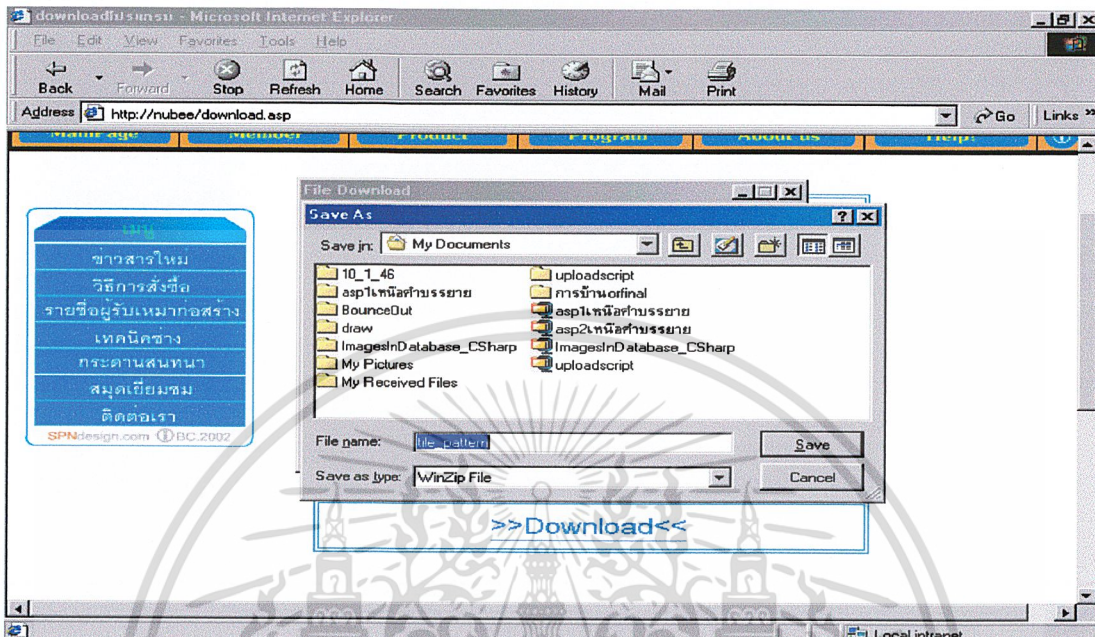 downloadโปรแกรม - Microsoft Internet Explorer
File Edit View Favorites Tools Help
Back Forward Stop Refresh Home Search Favorites History Mail Print
Address http://nubee/download.asp Go Links »
MainPage Member Product Program About us Help!
File Download
Save As
Save in: My Documents
10_1_46
asp1เหนือคำบรรยาย
BounceOut
draw
ImagesInDatabase_CSharp
My Pictures
My Received Files
uploadscript
การบ้านorfinal
asp1เหนือคำบรรยาย
asp2เหนือคำบรรยาย
ImagesInDatabase_CSharp
uploadscript
File name: tile_pattern Save
Save as type: WinZip File Cancel
เมนู
ข่าวสารใหม่
วิธีการสั่งซื้อ
รายชื่อผู้รับเหมาก่อสร้าง
เทคนิคช่าง
กระดานสนทนา
สมุดเยี่ยมชม
ติดต่อเรา
SPNdesign.com BC.2002
>>Download<<
Local intranet